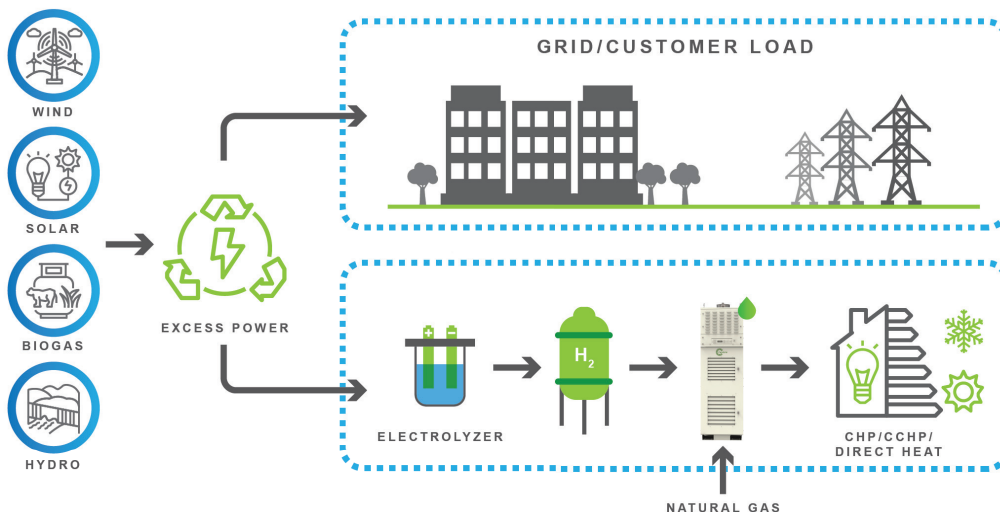 WIND
SOLAR
BIOGAS
HYDRO
EXCESS POWER
GRID/CUSTOMER LOAD
+ -
ELECTROLYZER
H2
CHP/CCHP/
DIRECT HEAT
NATURAL GAS